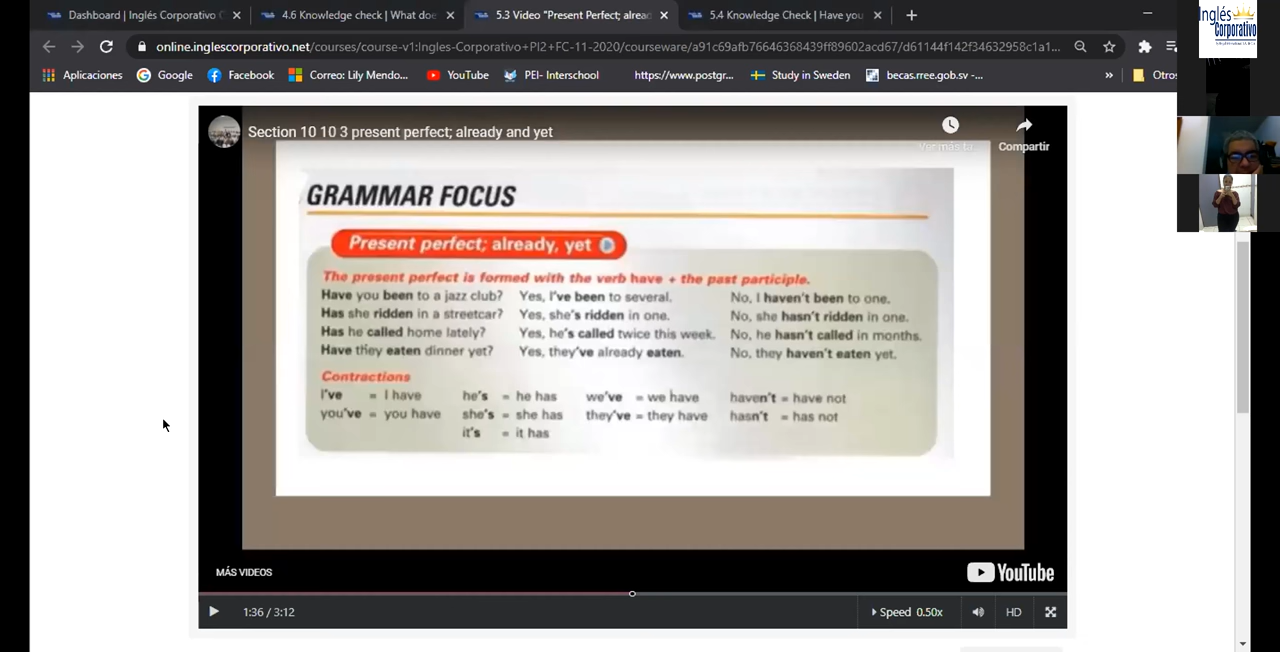 Dashboard | Inglés Corporativo
4.6 Knowledge check | What doe
5.3 Video "Present Perfect; alrea
5.4 Knowledge Check | Have you
online.inglescorporativo.net/courses/course-v1:Ingles-Corporativo+PI2+FC-11-2020/courseware/a91c69afb76646368439ff89602acd67/d61144f142f34632958c1a1...
Aplicaciones
Google
Facebook
Correo: Lily Mendo...
YouTube
PEI- Interschool
https://www.postgr...
Study in Sweden
becas.rree.gob.sv -...
»
Otros
Inglés
Corporativo
Section 10 10 3 present perfect; already and yet
Compartir
GRAMMAR FOCUS
Present perfect; already, yet
The present perfect is formed with the verb have + the past participle.
Have you been to a jazz club? Yes, I've been to several. No, I haven't been to one.
Has she ridden in a streetcar? Yes, she's ridden in one. No, she hasn't ridden in one.
Has he called home lately? Yes, he's called twice this week. No, he hasn't called in months.
Have they eaten dinner yet? Yes, they've already eaten. No, they haven't eaten yet.
Contractions
I've = I have he's = he has we've = we have haven't = have not
you've = you have she's = she has they've = they have hasn't = has not
it's = it has
MÁS VIDEOS
YouTube
1:36 / 3:12
Speed 0.50x
HD